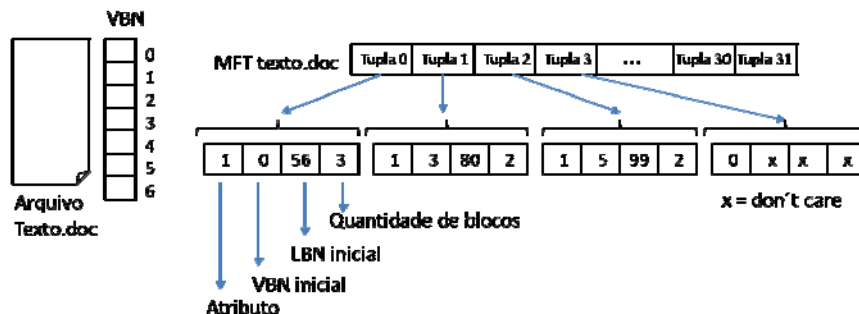 VBN
0
1
2
3
4
5
6
Arquivo
Texto.doc
MFT texto.doc
Tupla 0 Tupla 1 Tupla 2 Tupla 3 ... Tupla 30 Tupla 31
1 0 56 3 1 3 80 2 1 5 99 2 0 x x x
Quantidade de blocos
x = don´t care
LBN inicial
VBN inicial
Atributo